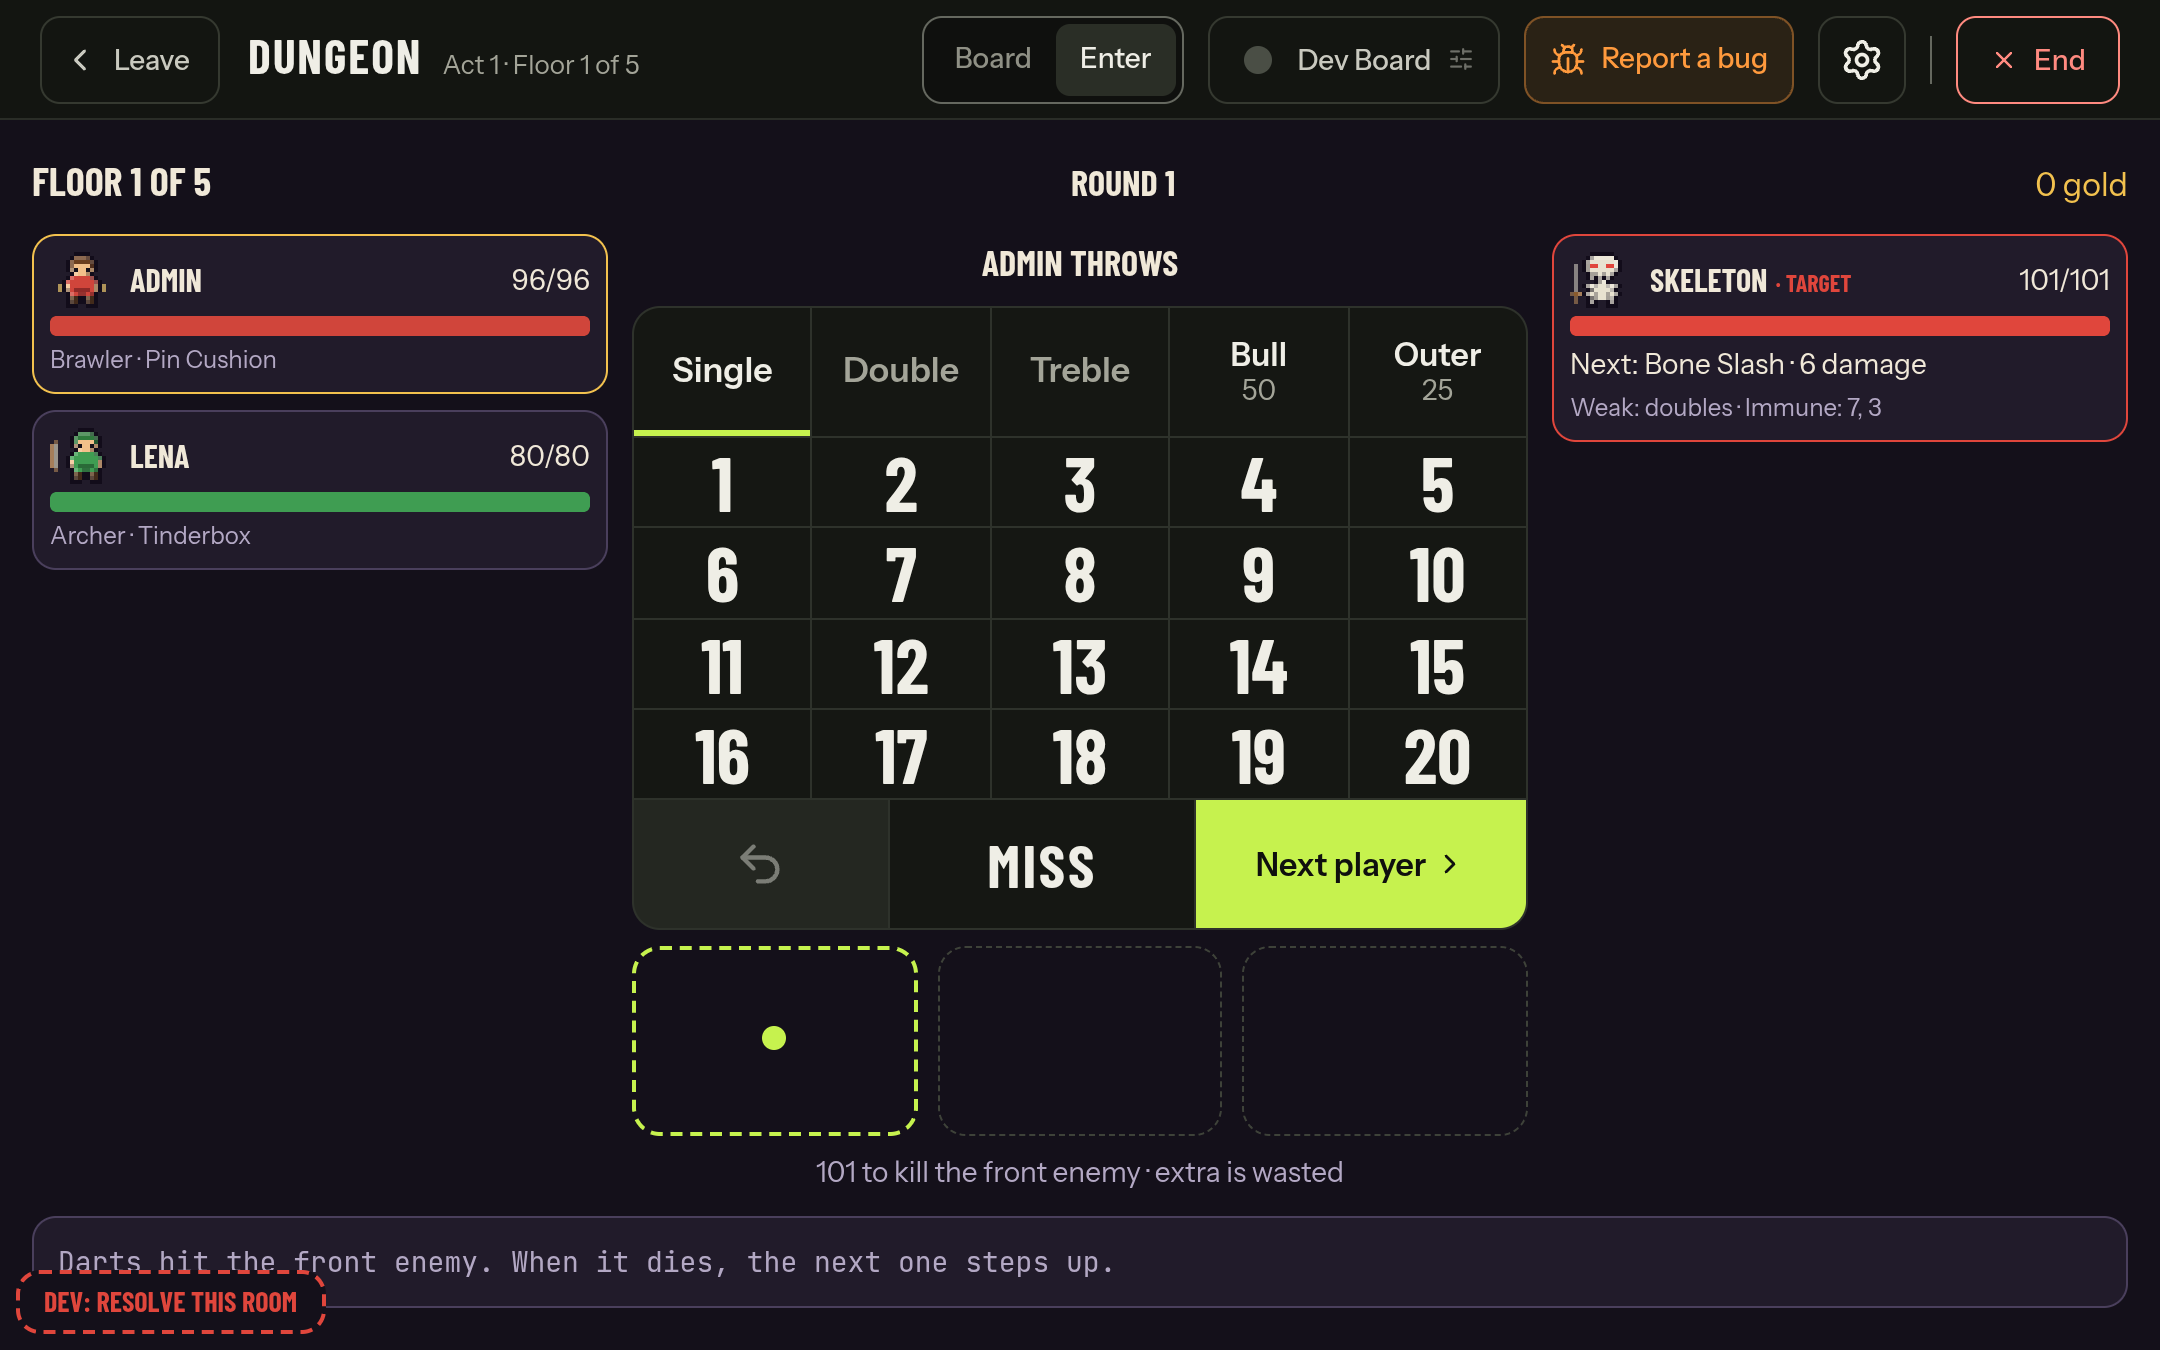 Leave
DUNGEON
Act 1 · Floor 1 of 5
Board
Enter
Dev Board
Report a bug
End
FLOOR 1 OF 5
ROUND 1
0 gold
ADMIN
96/96
Brawler · Pin Cushion
LENA
80/80
Archer · Tinderbox
ADMIN THROWS
Single
Double
Treble
Bull
50
Outer
25
1
2
3
4
5
6
7
8
9
10
11
12
13
14
15
16
17
18
19
20
MISS
Next player
101 to kill the front enemy · extra is wasted
SKELETON · TARGET
101/101
Next: Bone Slash · 6 damage
Weak: doubles · Immune: 7, 3
Darts hit the front enemy. When it dies, the next one steps up.
DEV: RESOLVE THIS ROOM